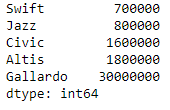 Swift 700000
Jazz 800000
Civic 1600000
Altis 1800000
Gallardo 30000000
dtype: int64